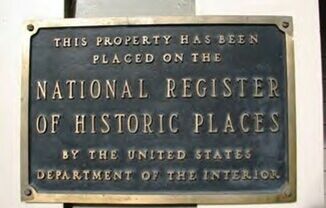 THIS PROPERTY HAS BEEN
PLACED ON THE
NATIONAL REGISTER
OF HISTORIC PLACES
BY THE UNITED STATES
DEPARTMENT OF THE INTERIOR